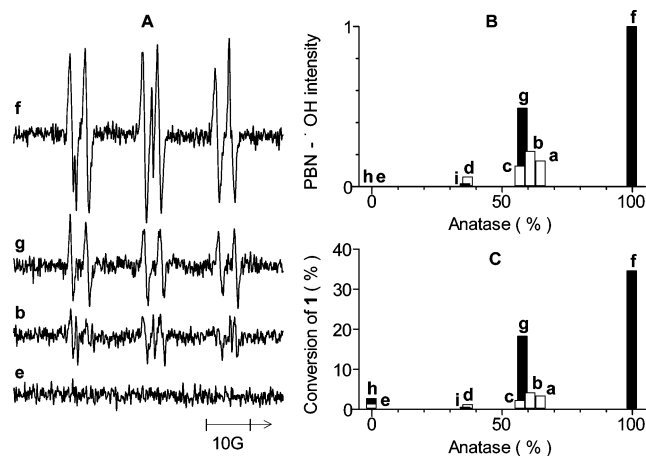 A
f
g
b
e
10G
B
PBN - ˙ OH intensity
1
0
h e
i
d
c
g
b
a
f
0
50
100
Anatase ( % )
C
Conversion of 1 ( % )
40
30
20
10
0
h
e
i
d
c
g
b
a
f
0
50
100
Anatase ( % )